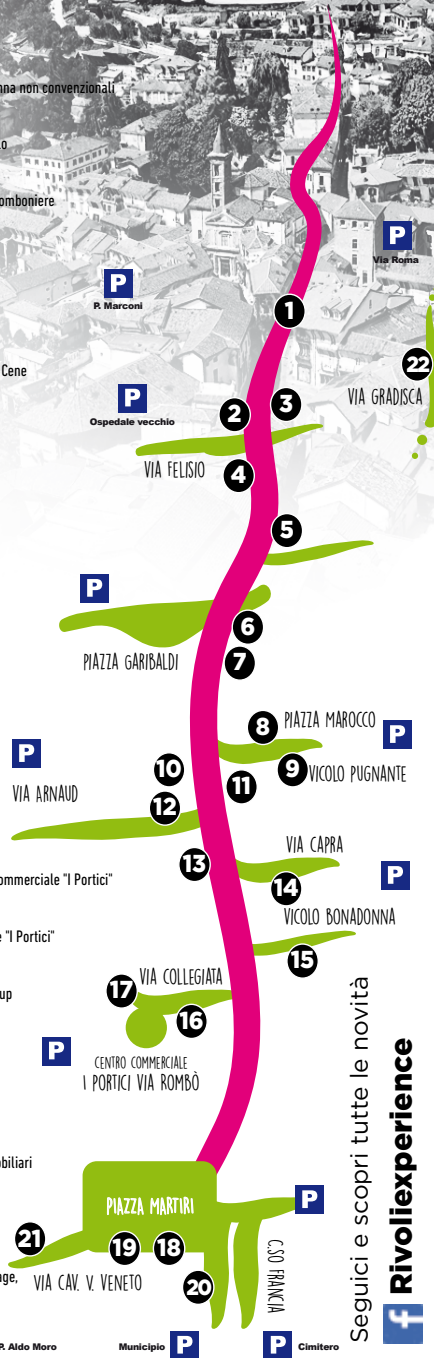 nna non convenzionali
lo
omboniere
P
Via Roma
P
P. Marconi
1
22
Cene
VIA GRADISCA
P
Ospedale vecchio
2
3
VIA FELISIO
4
5
P
6
PIAZZA GARIBALDI
7
8
PIAZZA MAROCCO
P
9
VICOLO PUGNANTE
P
VIA ARNAUD
10
11
12
13
VIA CAPRA
14
P
ommerciale "I Portici"
VICOLO BONADONNA
e "I Portici"
15
VIA COLLEGIATA
17
up
16
P
CENTRO COMMERCIALE
I PORTICI VIA ROMBÒ
obiliari
PIAZZA MARTIRI
P
21
19
18
20
C.SO FRANCIA
age,
VIA CAV. V. VENETO
P. Aldo Moro
Municipio P
P Cimitero
Seguici e scopri tutte le novità
f Rivoliexperience